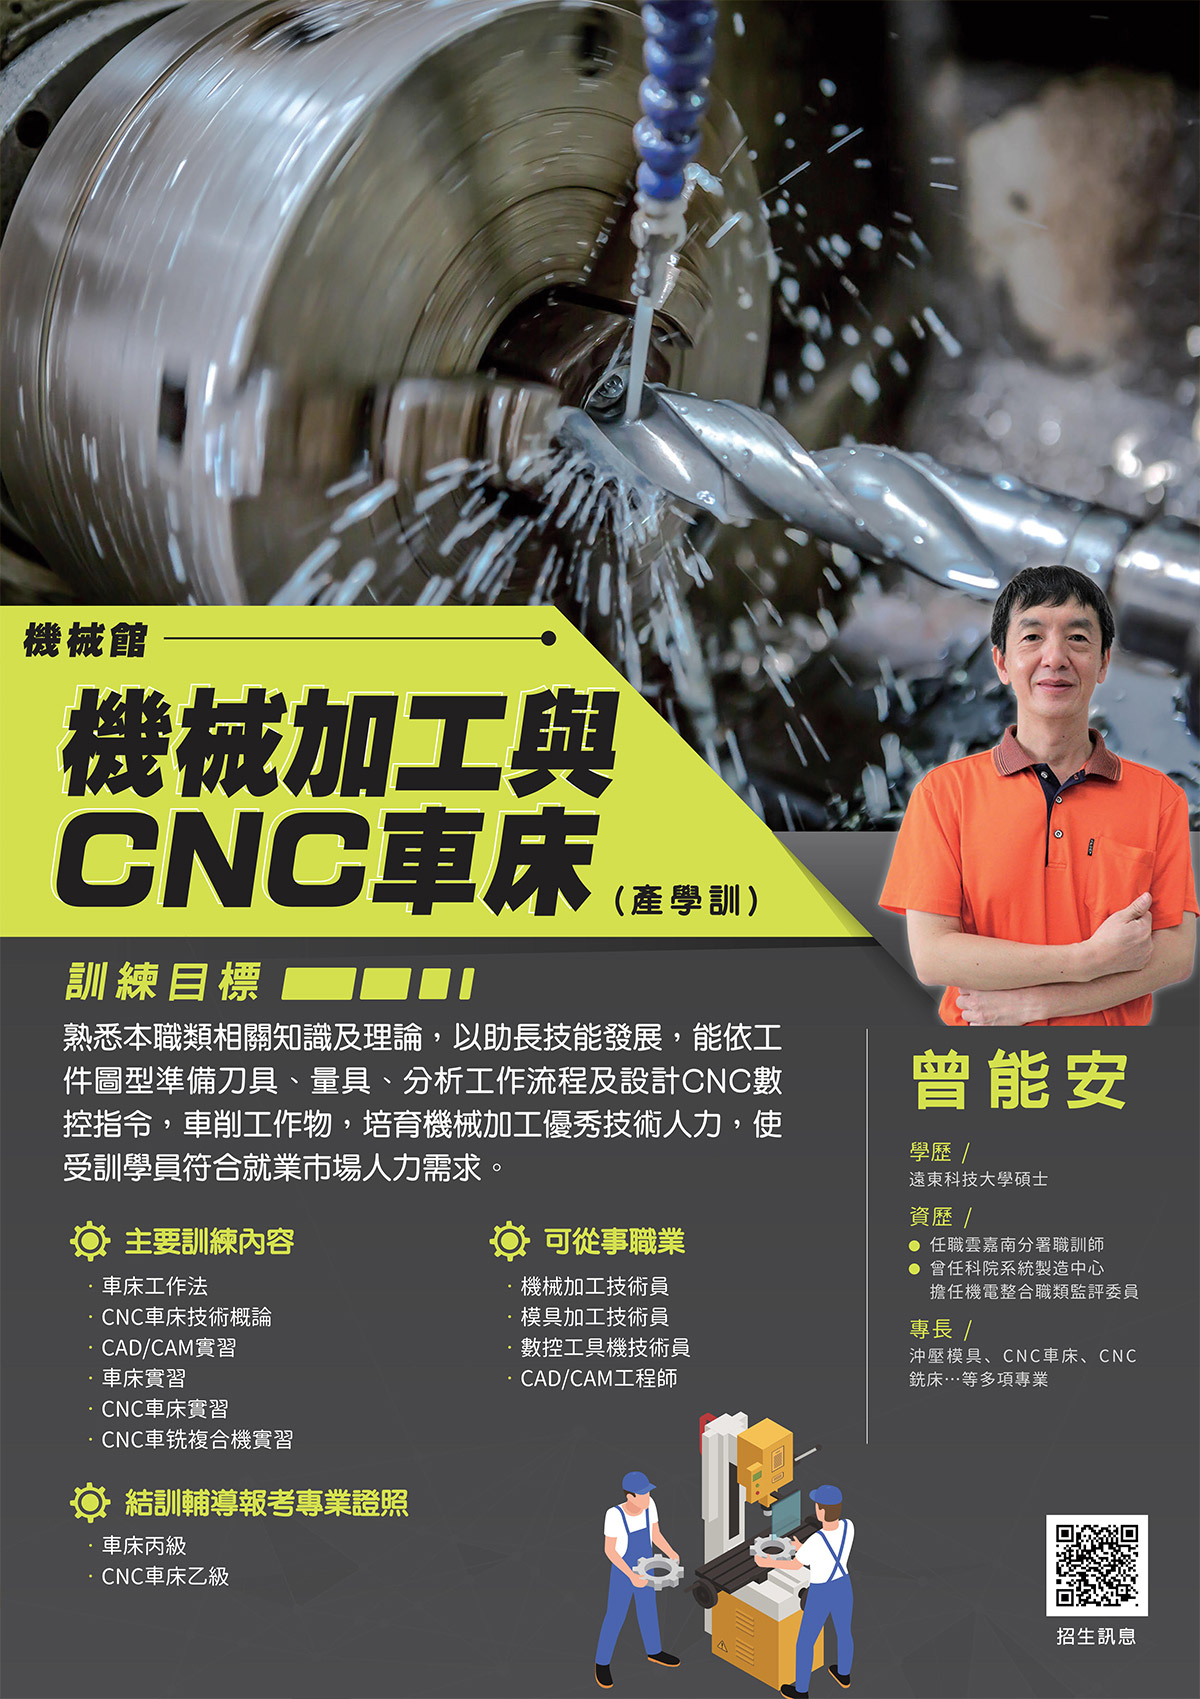 機械館
機械加工與
CNC車床(產學訓)
訓練目標
熟悉本職類相關知識及理論，以助長技能發展，能依工
件圖型準備刀具、量具、分析工作流程及設計CNC數
控指令，車削工作物，培育機械加工優秀技術人力，使
受訓學員符合就業市場人力需求。
主要訓練內容
·車床工作法
·CNC車床技術概論
·CAD/CAM實習
·車床實習
·CNC車床實習
·CNC車铣複合機實習
結訓輔導報考專業證照
·車床丙級
·CNC車床乙級
可從事職業
·機械加工技術員
·模具加工技術員
·數控工具機技術員
·CAD/CAM工程師
曾能安
學歷 /
遠東科技大學碩士
資歷 /
● 任職雲嘉南分署職訓師
● 曾任科院系統製造中心
擔任機電整合職類監評委員
專長 /
沖壓模具、CNC車床、CNC
銑床…等多項專業
招生訊息